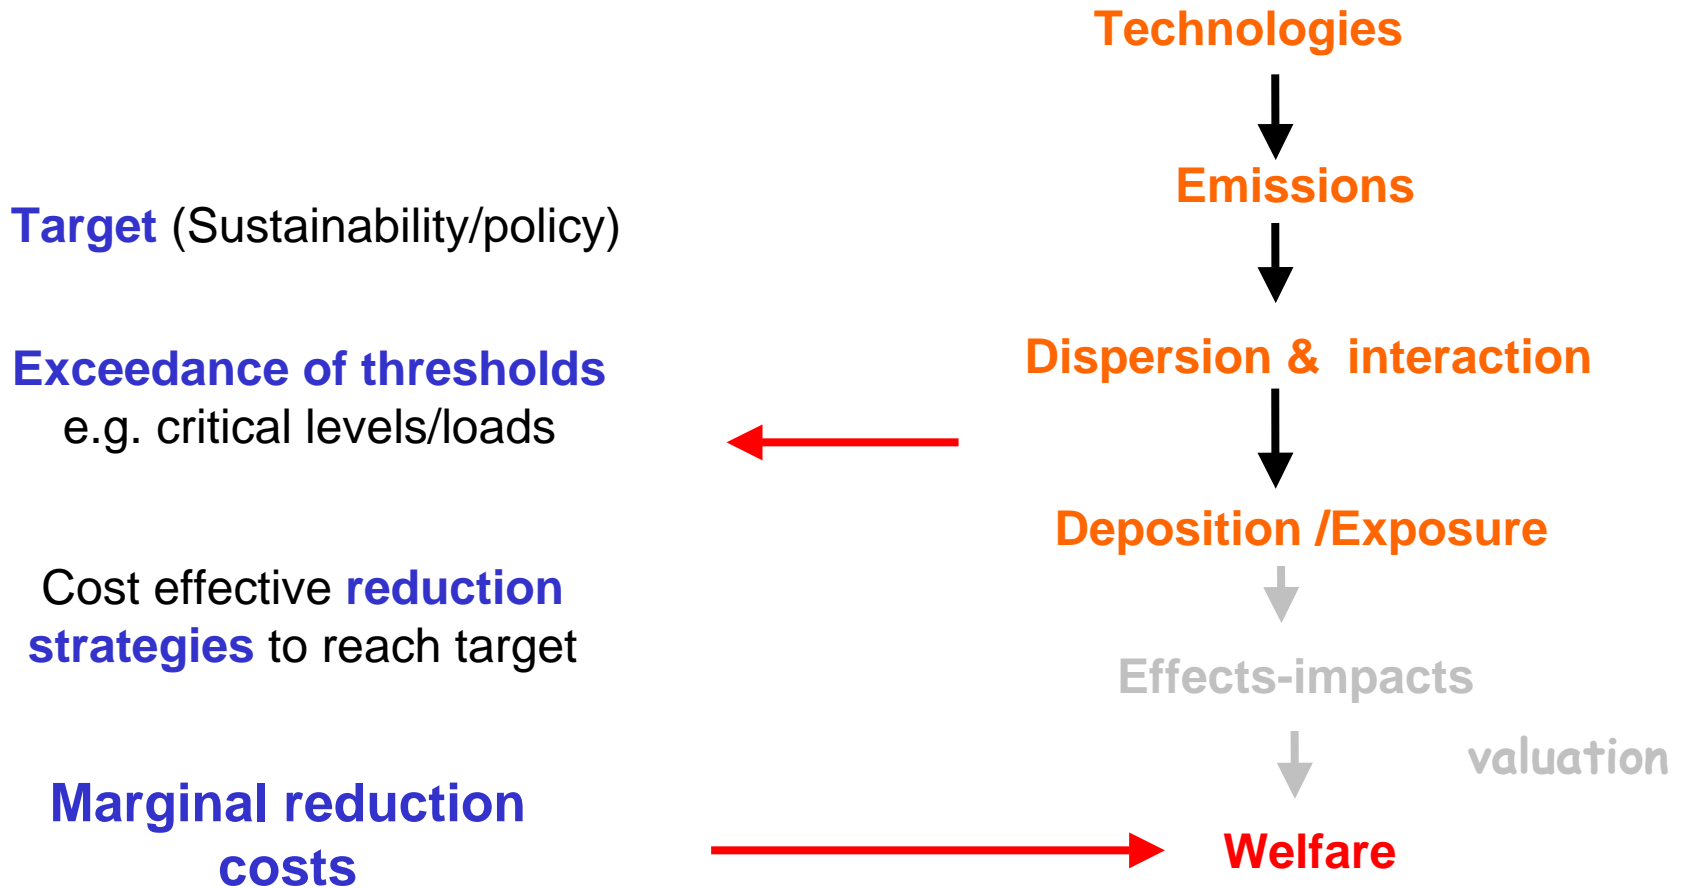 Target (Sustainability/policy)
Exceedance of thresholds
e.g. critical levels/loads
Cost effective reduction
strategies to reach target
Marginal reduction
costs
Technologies
Emissions
Dispersion & interaction
Deposition /Exposure
Effects-impacts
valuation
Welfare